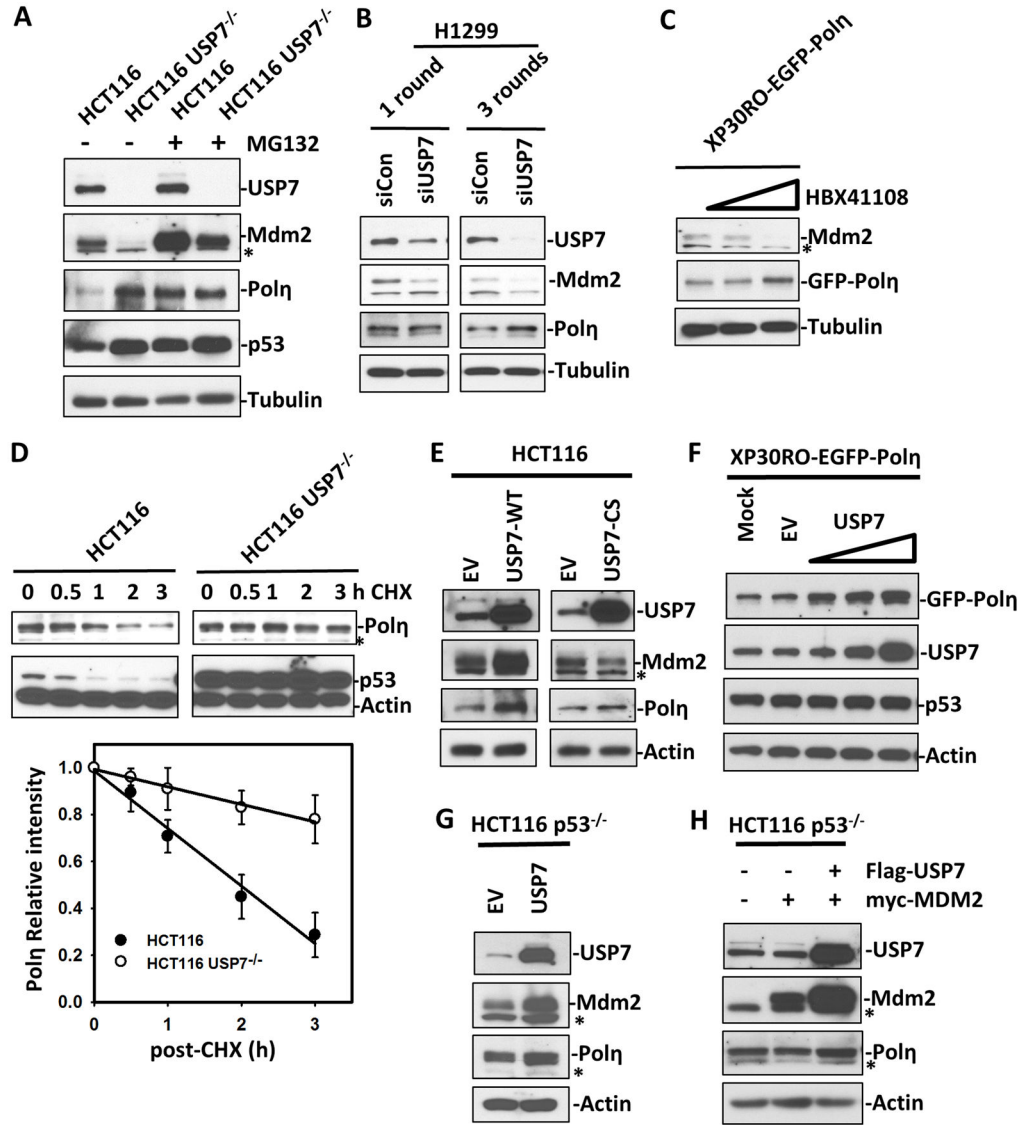 A
HCT116
HCT116 USP7-/-
HCT116
HCT116 USP7-/-
- - + + MG132
-USP7
-Mdm2
*
-Polη
-p53
-Tubulin
B
H1299
1 round
3 rounds
siCon
siUSP7
siCon
siUSP7
-USP7
-Mdm2
-Polη
-Tubulin
C
XP30RO-EGFP-Polη
HBX41108
-Mdm2
*
-GFP-Polη
-Tubulin
D
HCT116
HCT116 USP7-/-
0 0.5 1 2 3 0 0.5 1 2 3 h CHX
-Polη
*
-p53
-Actin
Polη Relative intensity
1.0
0.8
0.6
0.4
0.2
0.0
HCT116
HCT116 USP7-/-
0 1 2 3
post-CHX (h)
E
HCT116
EV
USP7-WT
EV
USP7-CS
-USP7
-Mdm2
*
-Polη
-Actin
F
XP30RO-EGFP-Polη
Mock
EV
USP7
-GFP-Polη
-USP7
-p53
-Actin
G
HCT116 p53-/-
EV
USP7
-USP7
-Mdm2
*
-Polη
*
-Actin
H
HCT116 p53-/-
- - + Flag-USP7
- + + myc-MDM2
-USP7
-Mdm2
*
-Polη
*
-Actin